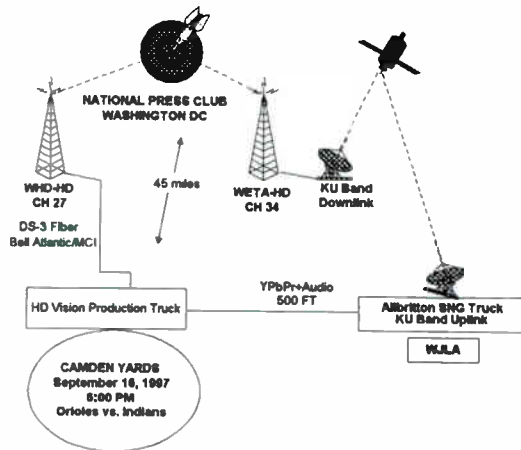 NATIONAL PRESS CLUB
WASHINGTON DC
WHD-HD
CH 27
WETA-HD
CH 34
KU Band
Downlink
45 miles
DS-3 Fiber
Bell Atlantic/MCI
HD Vision Production Truck
YPbPr+Audio
500 FT
Allbritton SNG Truck
KU Band Uplink
WJLA
CAMDEN YARDS
September 16, 1997
6:00 PM
Orioles vs. Indians